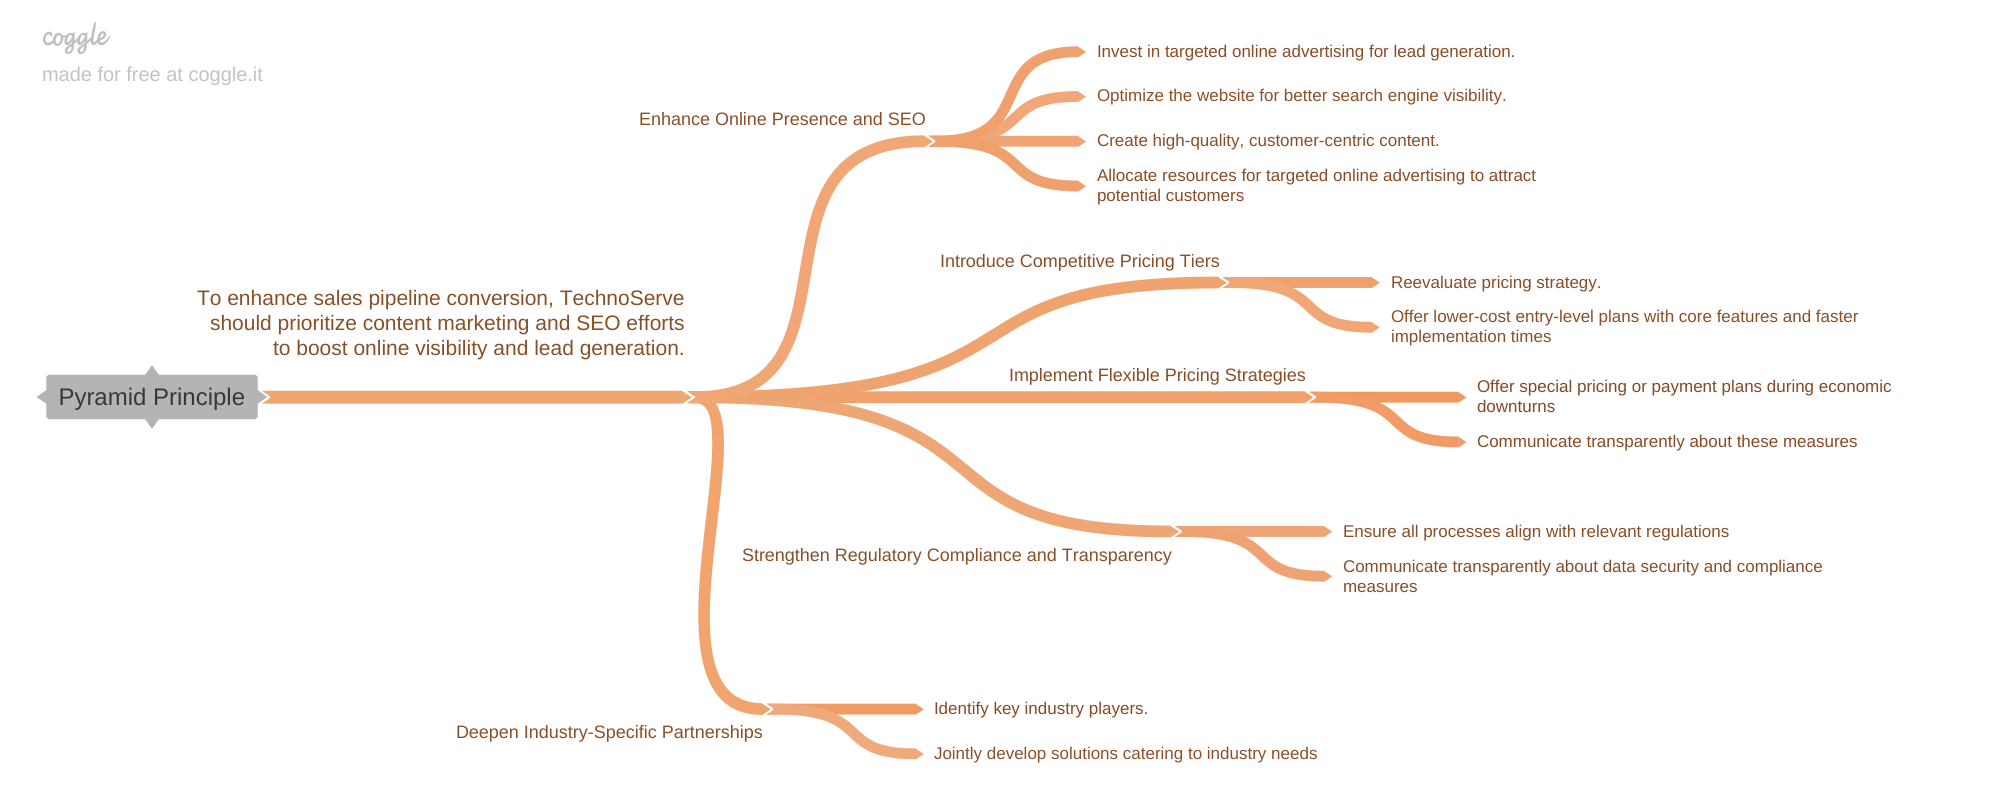 coggle
made for free at coggle.it
Invest in targeted online advertising for lead generation.
Optimize the website for better search engine visibility.
Enhance Online Presence and SEO
Create high-quality, customer-centric content.
Allocate resources for targeted online advertising to attract
potential customers
Introduce Competitive Pricing Tiers
Reevaluate pricing strategy.
Offer lower-cost entry-level plans with core features and faster
implementation times
To enhance sales pipeline conversion, TechnoServe
should prioritize content marketing and SEO efforts
to boost online visibility and lead generation.
Pyramid Principle
Implement Flexible Pricing Strategies
Offer special pricing or payment plans during economic
downturns
Communicate transparently about these measures
Strengthen Regulatory Compliance and Transparency
Ensure all processes align with relevant regulations
Communicate transparently about data security and compliance
measures
Deepen Industry-Specific Partnerships
Identify key industry players.
Jointly develop solutions catering to industry needs